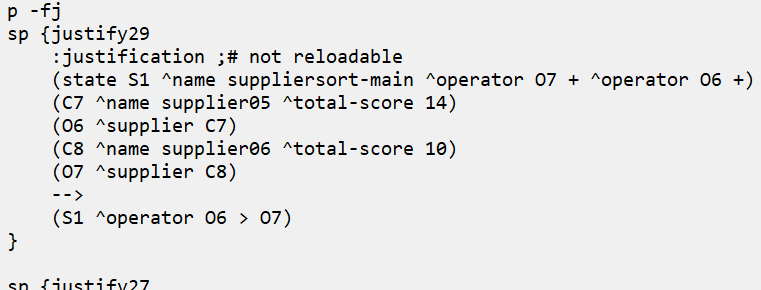 p -fj
sp {justify29
    :justification ;# not reloadable
    (state S1 ^name suppliersort-main ^operator O7 + ^operator O6 +)
    (C7 ^name supplier05 ^total-score 14)
    (O6 ^supplier C7)
    (C8 ^name supplier06 ^total-score 10)
    (O7 ^supplier C8)
    -->
    (S1 ^operator O6 > O7)
}
sp {justify27